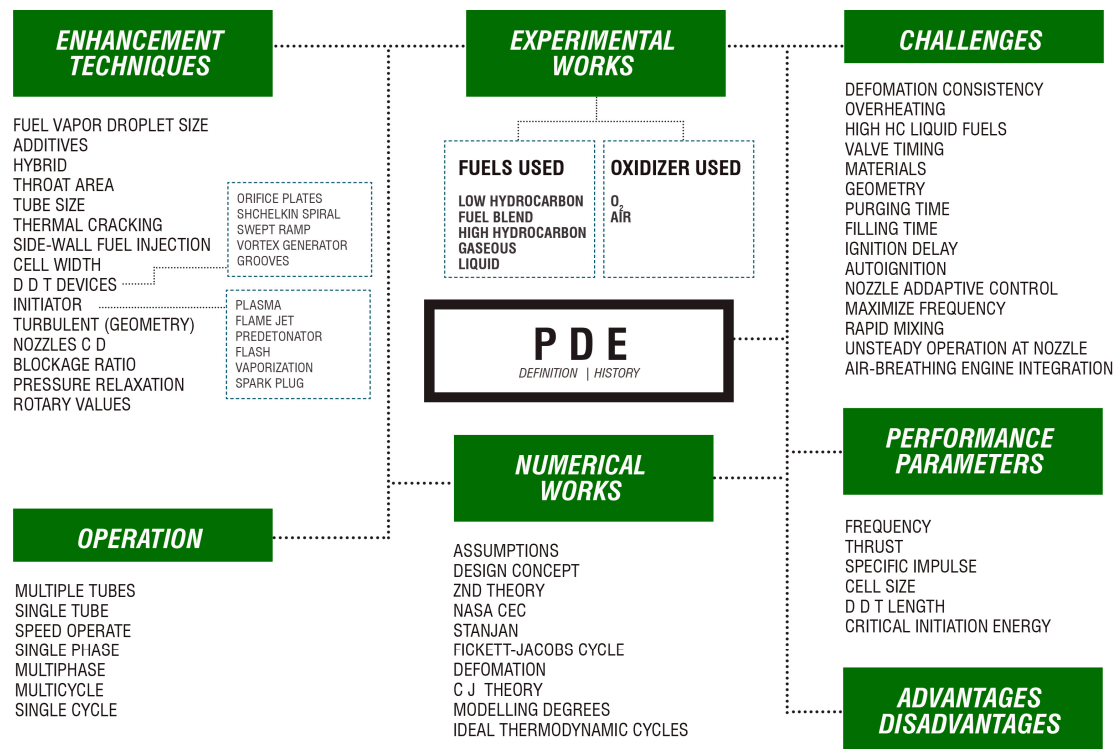 ENHANCEMENT
TECHNIQUES
FUEL VAPOR DROPLET SIZE
ADDITIVES
HYBRID
THROAT AREA
TUBE SIZE
THERMAL CRACKING
SIDE-WALL FUEL INJECTION
CELL WIDTH
D D T DEVICES
INITIATOR
TURBULENT (GEOMETRY)
NOZZLES C D
BLOCKAGE RATIO
PRESSURE RELAXATION
ROTARY VALUES
ORIFICE PLATES
SHCHELKIN SPIRAL
SWEPT RAMP
VORTEX GENERATOR
GROOVES
PLASMA
FLAME JET
PREDETONATOR
FLASH
VAPORIZATION
SPARK PLUG
OPERATION
MULTIPLE TUBES
SINGLE TUBE
SPEED OPERATE
SINGLE PHASE
MULTIPHASE
MULTICYCLE
SINGLE CYCLE
EXPERIMENTAL
WORKS
FUELS USED
LOW HYDROCARBON
FUEL BLEND
HIGH HYDROCARBON
GASEOUS
LIQUID
OXIDIZER USED
O2
AIR
P D E
DEFINITION | HISTORY
NUMERICAL
WORKS
ASSUMPTIONS
DESIGN CONCEPT
ZND THEORY
NASA CEC
STANJAN
FICKETT-JACOBS CYCLE
DEFOMATION
C J THEORY
MODELLING DEGREES
IDEAL THERMODYNAMIC CYCLES
CHALLENGES
DEFOMATION CONSISTENCY
OVERHEATING
HIGH HC LIQUID FUELS
VALVE TIMING
MATERIALS
GEOMETRY
PURGING TIME
FILLING TIME
IGNITION DELAY
AUTOIGNITION
NOZZLE ADDAPTIVE CONTROL
MAXIMIZE FREQUENCY
RAPID MIXING
UNSTEADY OPERATION AT NOZZLE
AIR-BREATHING ENGINE INTEGRATION
PERFORMANCE
PARAMETERS
FREQUENCY
THRUST
SPECIFIC IMPULSE
CELL SIZE
D D T LENGTH
CRITICAL INITIATION ENERGY
ADVANTAGES
DISADVANTAGES